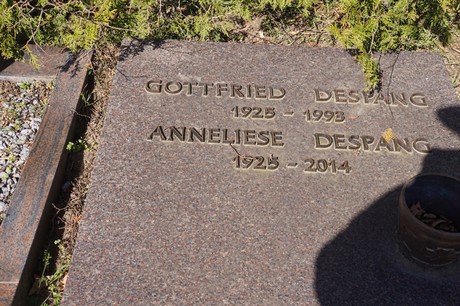 GOTTFRIED DESPANG
1925 - 1993
ANNELIESE DESPANG
1925 - 2014